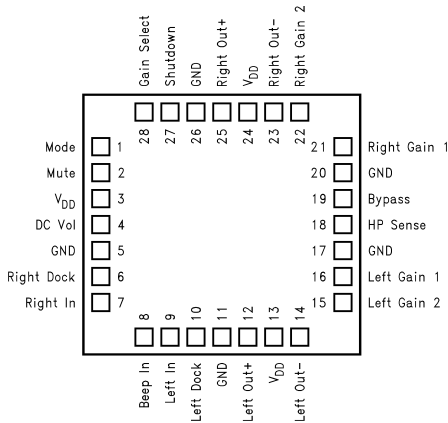 Gain Select
Shutdown
GND
Right Out+
VDD
Right Out-
Right Gain 2
28
27
26
25
24
23
22
Mode 1
Mute 2
VDD 3
DC Vol 4
GND 5
Right Dock 6
Right In 7
21 Right Gain 1
20 GND
19 Bypass
18 HP Sense
17 GND
16 Left Gain 1
15 Left Gain 2
8
9
10
11
12
13
14
Beep In
Left In
Left Dock
GND
Left Out+
VDD
Left Out-